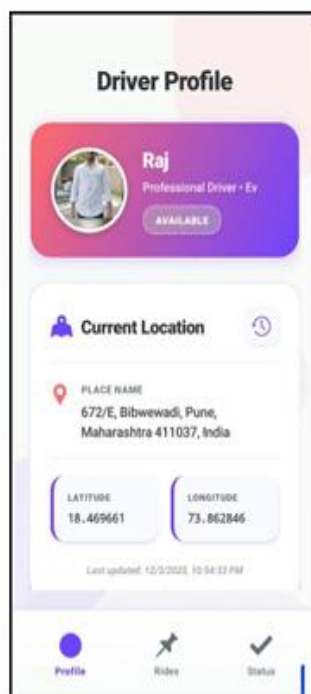 Driver Profile
Raj
Professional Driver • Ev
AVAILABLE
Current Location
PLACE NAME
672/E, Bibwewadi, Pune,
Maharashtra 411037, India
LATITUDE
18.469661
LONGITUDE
73.862846
Last updated: 12/3/2025, 10:54:33 PM
Profile
Rides
Status